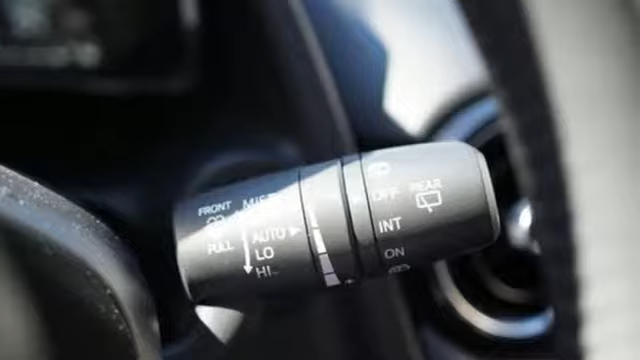 FRONT
PULL
MIST
AUTO
LO
HI
OFF
INT
ON
REAR